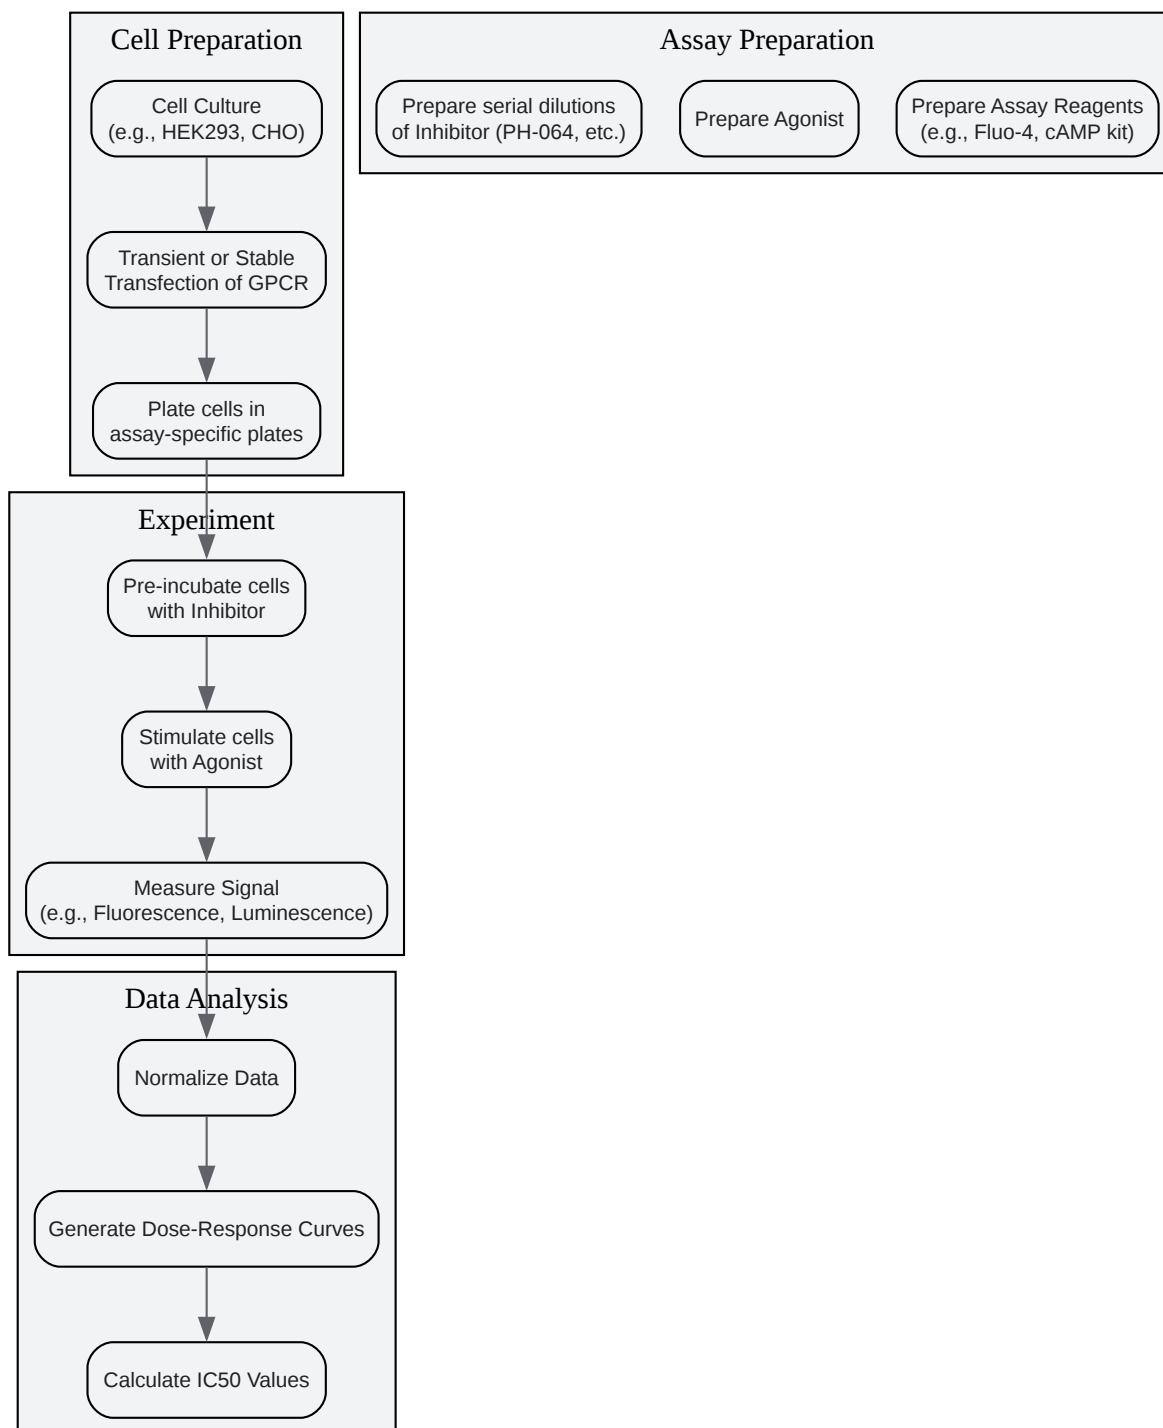 Cell Preparation
Cell Culture
(e.g., HEK293, CHO)
Transient or Stable
Transfection of GPCR
Plate cells in
assay-specific plates
Assay Preparation
Prepare serial dilutions
of Inhibitor (PH-064, etc.)
Prepare Agonist
Prepare Assay Reagents
(e.g., Fluo-4, cAMP kit)
Experiment
Pre-incubate cells
with Inhibitor
Stimulate cells
with Agonist
Measure Signal
(e.g., Fluorescence, Luminescence)
Data Analysis
Normalize Data
Generate Dose-Response Curves
Calculate IC50 Values